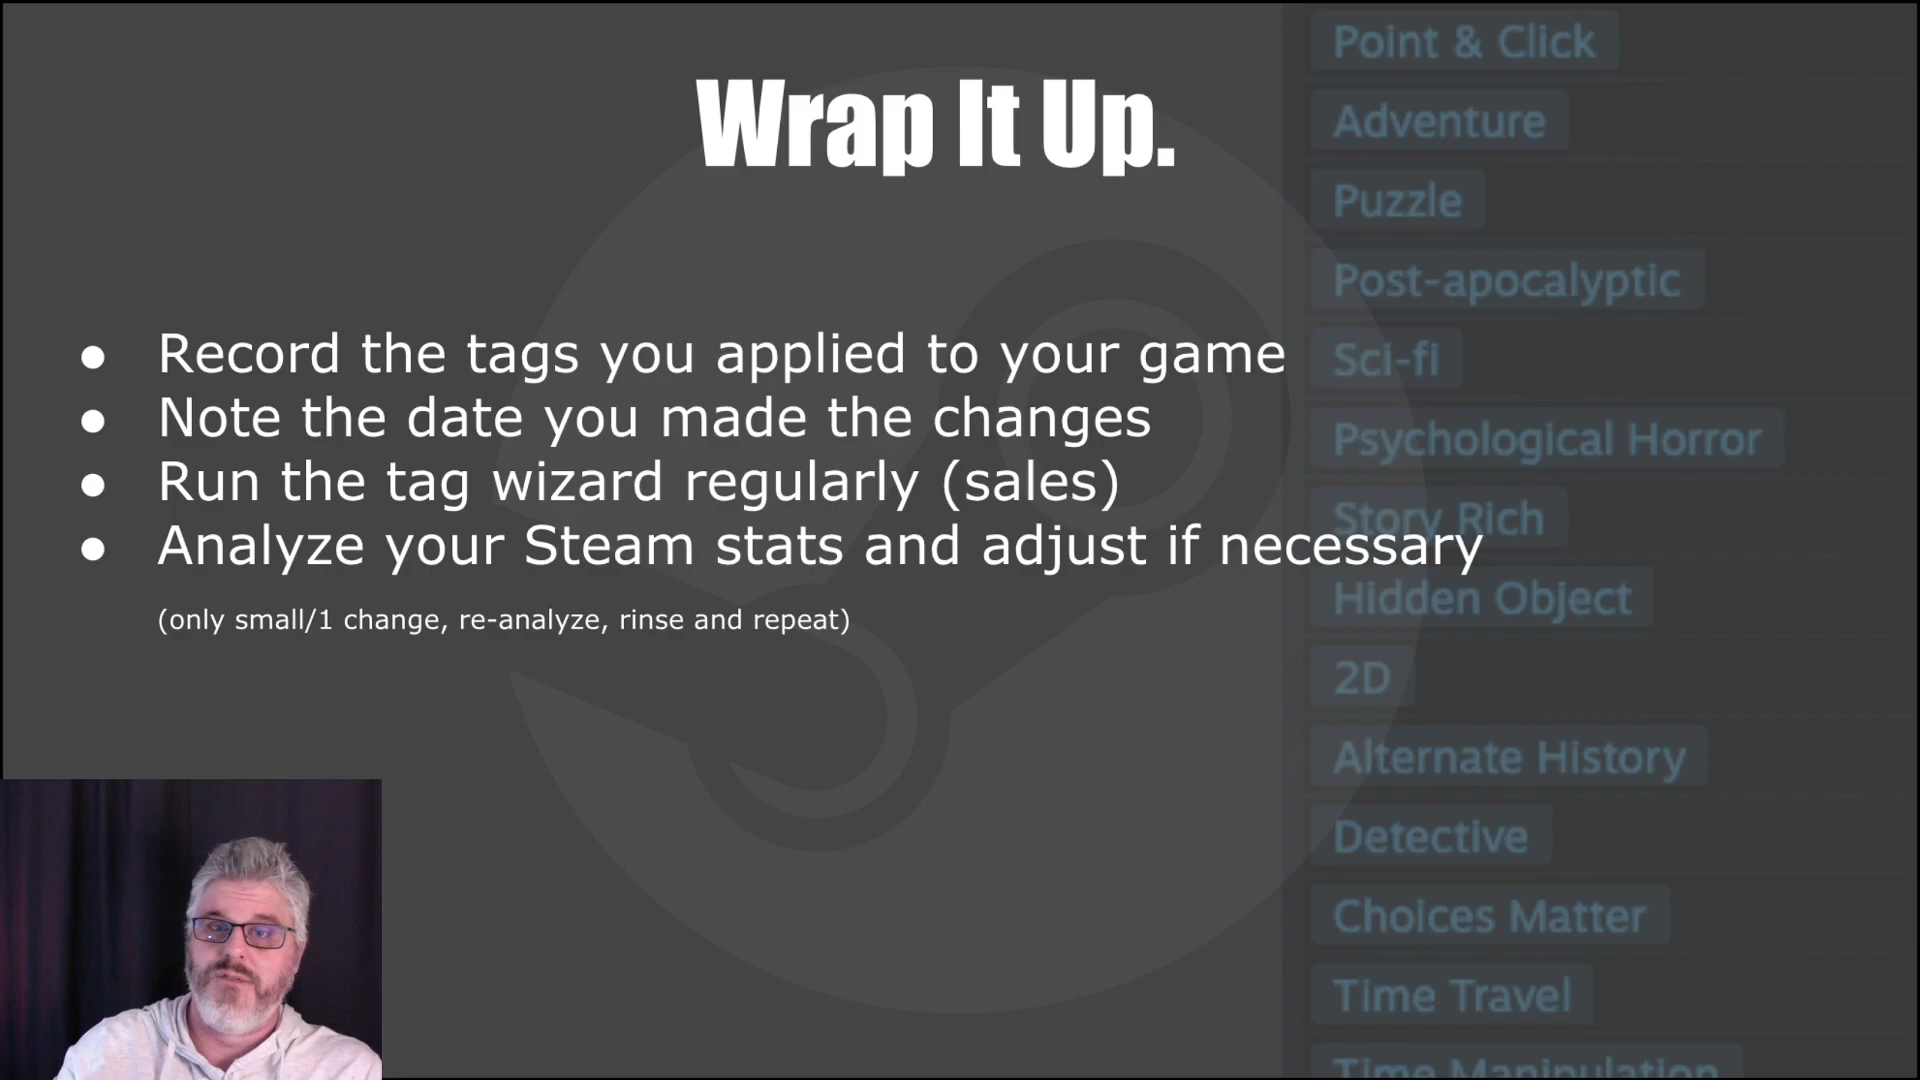 Wrap It Up.
● Record the tags you applied to your game
● Note the date you made the changes
● Run the tag wizard regularly (sales)
● Analyze your Steam stats and adjust if necessary
(only small/1 change, re-analyze, rinse and repeat)
Point & Click
Adventure
Puzzle
Post-apocalyptic
Sci-fi
Psychological Horror
Story Rich
Hidden Object
2D
Alternate History
Detective
Choices Matter
Time Travel
Time Manipulation